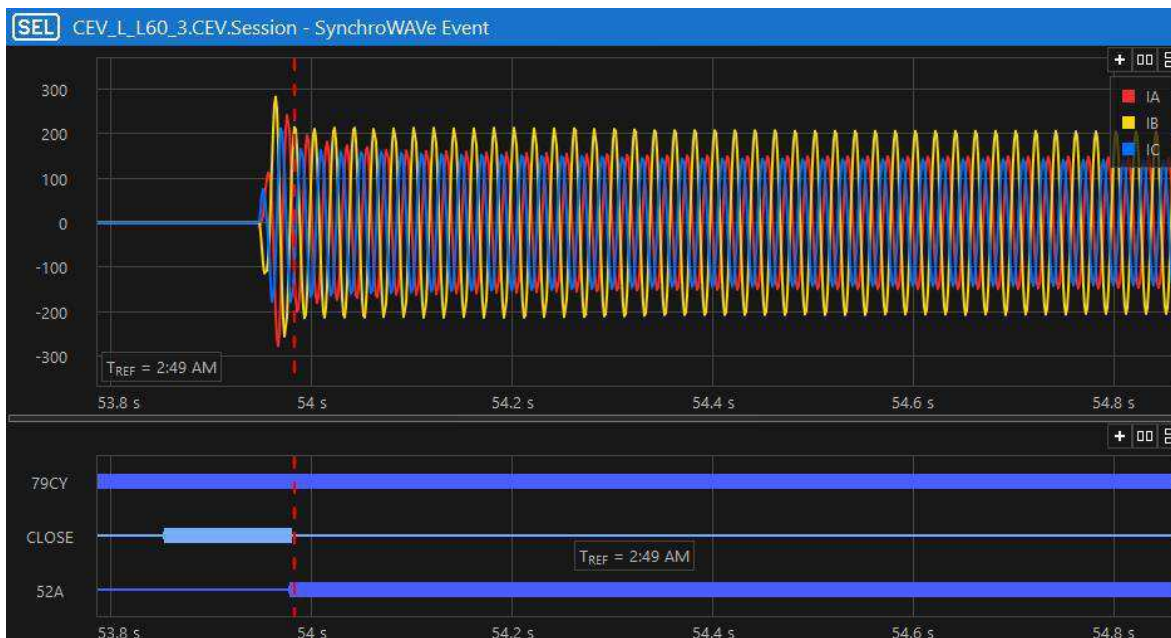 SEL CEV_L_L60_3.CEV.Session - SynchroWAVe Event
300
200
100
0
-100
-200
-300
IA
IB
IC
TREF = 2:49 AM
53.8 s 54 s 54.2 s 54.4 s 54.6 s 54.8 s
79CY
CLOSE
TREF = 2:49 AM
52A
53.8 s 54 s 54.2 s 54.4 s 54.6 s 54.8 s